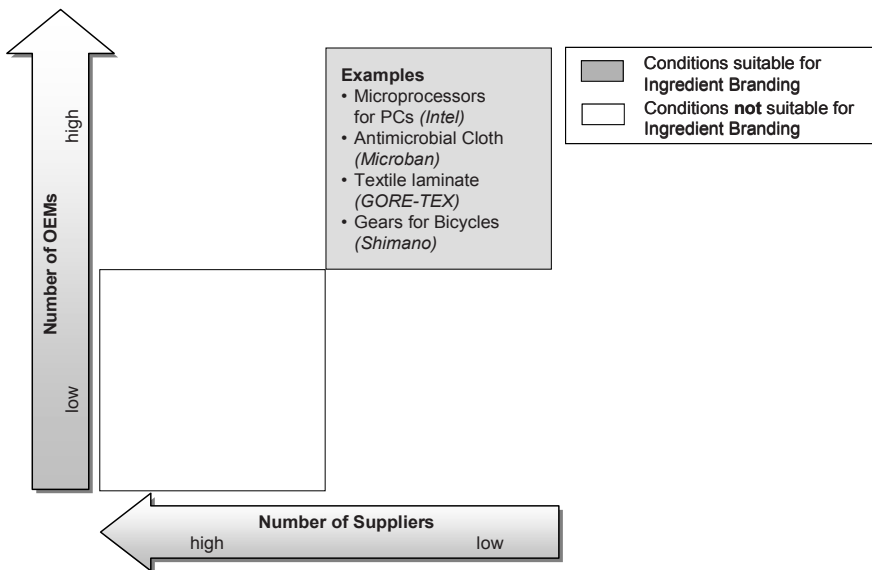 Number of OEMs
high
low
Examples
• Microprocessors
for PCs (Intel)
• Antimicrobial Cloth
(Microban)
• Textile laminate
(GORE-TEX)
• Gears for Bicycles
(Shimano)
Conditions suitable for
Ingredient Branding
Conditions not suitable for
Ingredient Branding
Number of Suppliers
high low